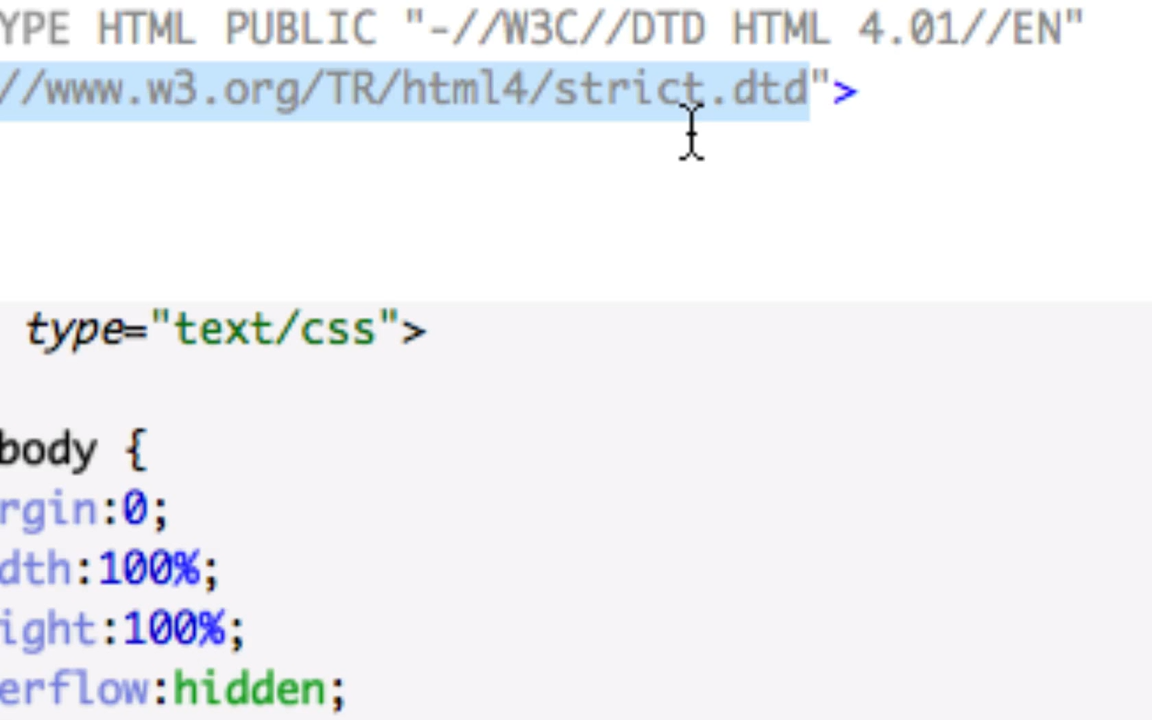 YPE HTML PUBLIC "-//W3C//DTD HTML 4.01//EN"
//www.w3.org/TR/html4/strict.dtd">
type="text/css">
body {
rgin:0;
dth:100%;
ight:100%;
erflow:hidden;